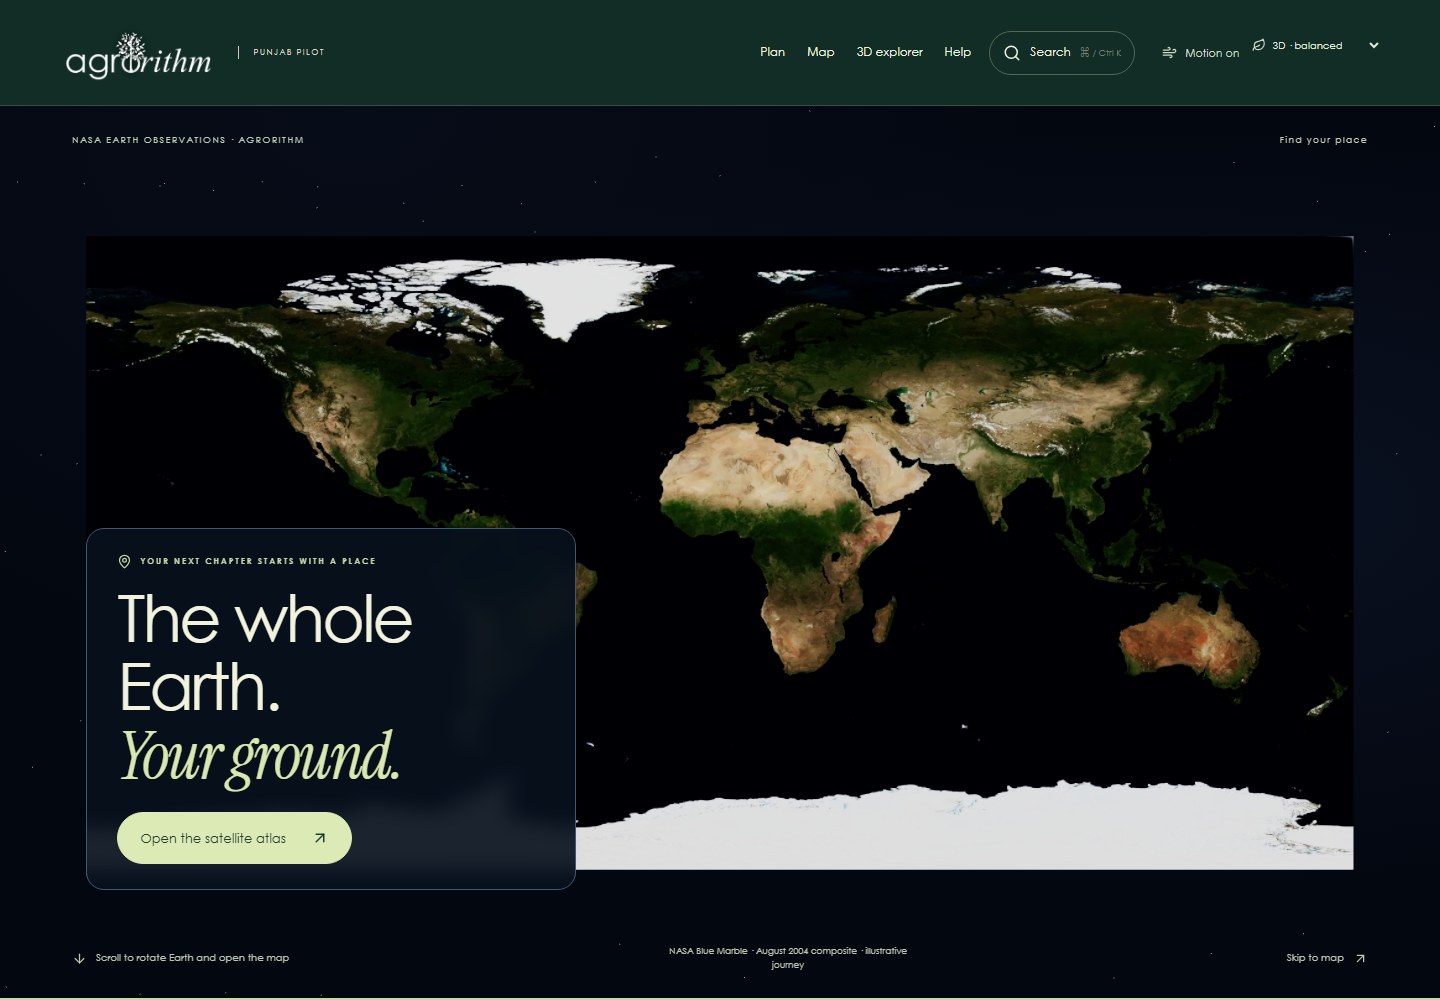 agrorithm
PUNJAB PILOT
Plan
Map
3D explorer
Help
Search ⌘ / Ctrl K
Motion on
3D · balanced
NASA EARTH OBSERVATIONS · AGRORITHM
Find your place
YOUR NEXT CHAPTER STARTS WITH A PLACE
The whole
Earth.
Your ground.
Open the satellite atlas
Scroll to rotate Earth and open the map
NASA Blue Marble · August 2004 composite · illustrative
journey
Skip to map